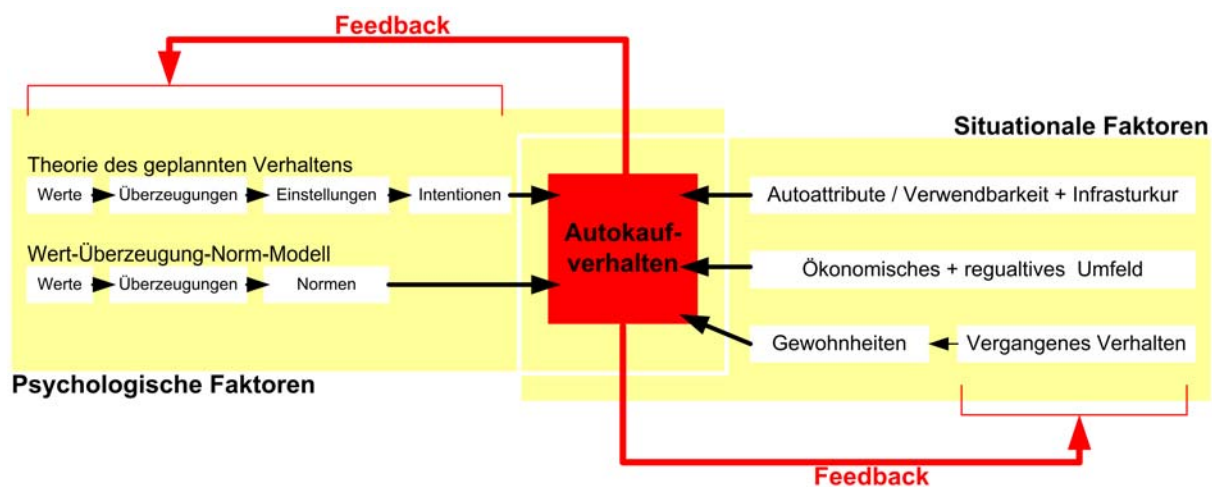 Feedback
Situationale Faktoren
Theorie des geplannten Verhaltens
Werte Überzeugungen Einstellungen Intentionen
Wert-Überzeugung-Norm-Modell
Werte Überzeugungen Normen
Psychologische Faktoren
Autokauf-
verhalten
Autoattribute / Verwendbarkeit + Infrasturkur
Ökonomisches + regualtives Umfeld
Gewohnheiten Vergangenes Verhalten
Feedback